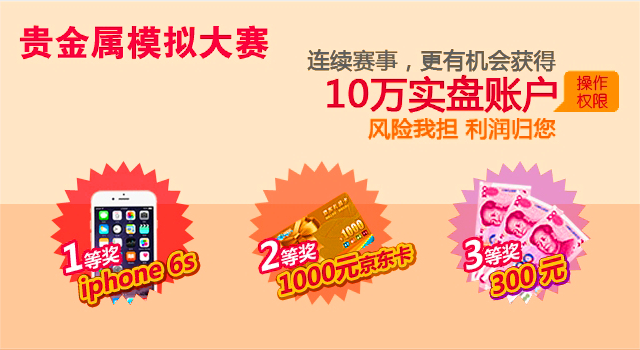 贵金属模拟大赛
连续赛事，更有机会获得
10万实盘账户
操作
权限
风险我担 利润归您
1等奖
iphone 6s
2等奖
1000元京东卡
1000
3等奖
300元